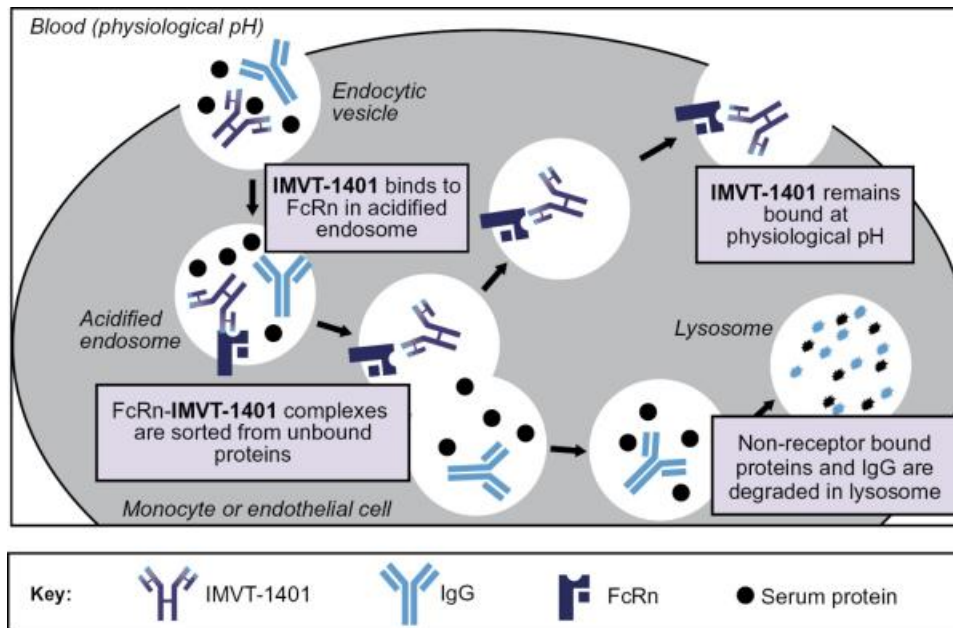 Blood (physiological pH)
Endocytic
vesicle
IMVT-1401 binds to
FcRn in acidified
endosome
IMVT-1401 remains
bound at
physiological pH
Acidified
endosome
Lysosome
FcRn-IMVT-1401 complexes
are sorted from unbound
proteins
Non-receptor bound
proteins and IgG are
degraded in lysosome
Monocyte or endothelial cell
Key: IMVT-1401 IgG FcRn Serum protein